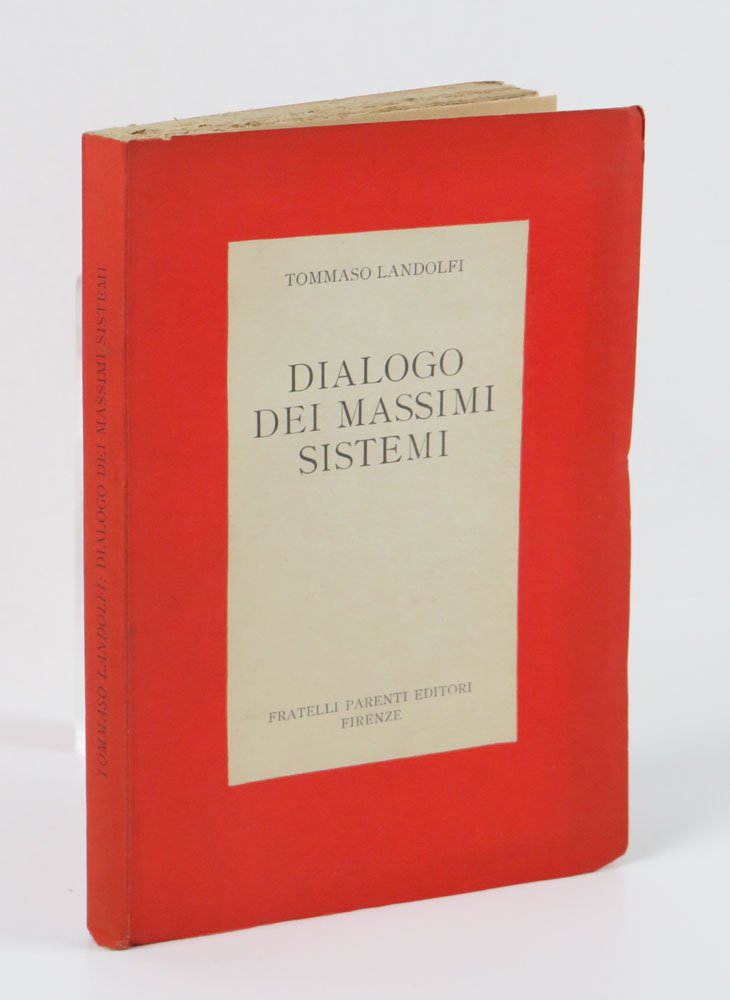 TOMMASO LANDOLFI
DIALOGO
DEI MASSIMI
SISTEMI
FRATELLI PARENTI EDITORI
FIRENZE
TOMMASO LANDOLFI: DIALOGO DEI MASSIMI SISTEMI